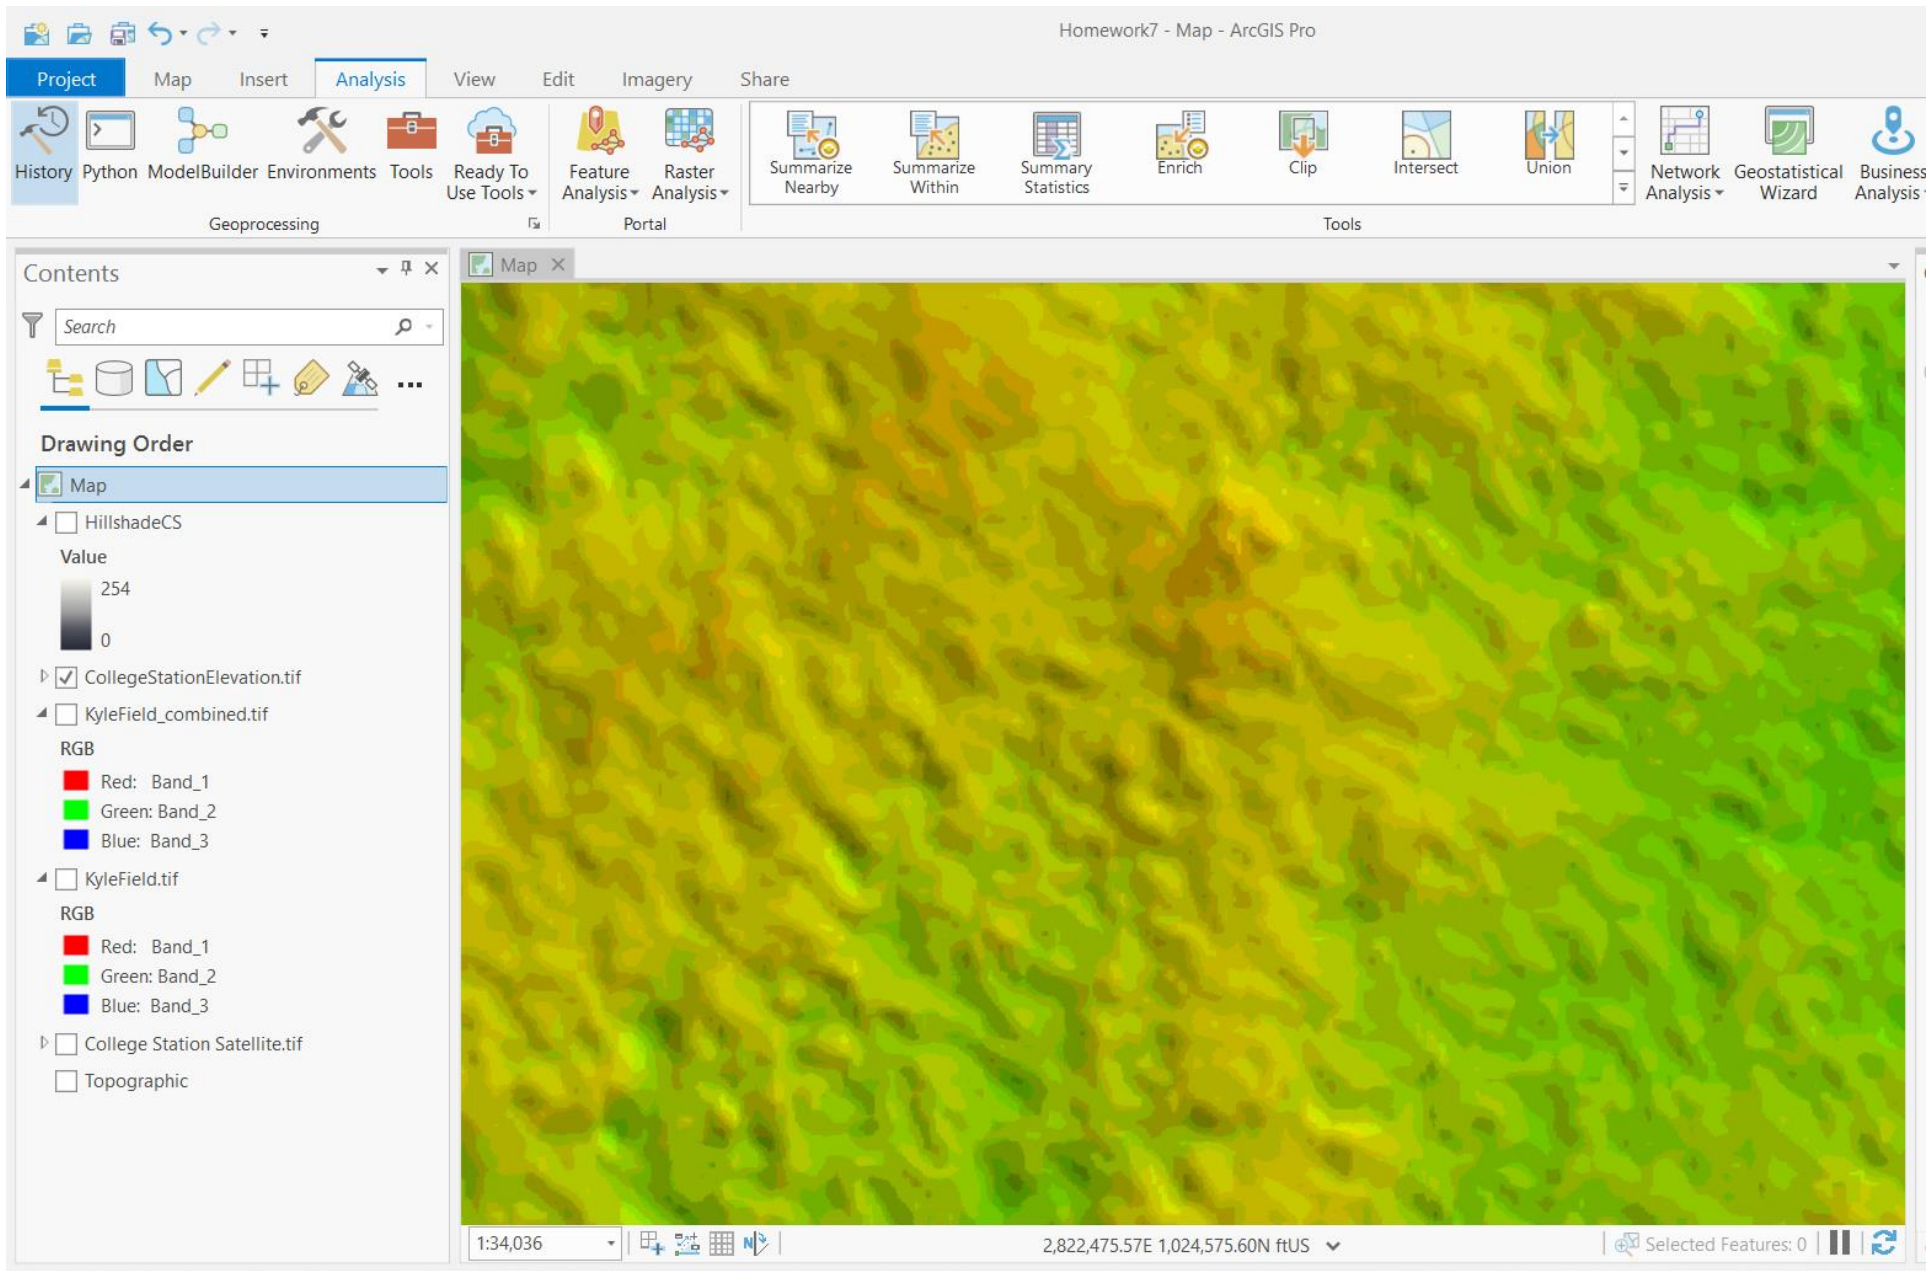 Homework7 - Map - ArcGIS Pro
Project Map Insert Analysis View Edit Imagery Share
History Python ModelBuilder Environments Tools Ready To Use Tools Feature Analysis Raster Analysis Summarize Nearby Summarize Within Summary Statistics Enrich Clip Intersect Union Network Analysis Geostatistical Wizard Business Analysis
Geoprocessing Portal Tools
Contents
Map
Search
Drawing Order
Map
HillshadeCS
Value
254
0
CollegeStationElevation.tif
KyleField_combined.tif
RGB
Red: Band_1
Green: Band_2
Blue: Band_3
KyleField.tif
RGB
Red: Band_1
Green: Band_2
Blue: Band_3
College Station Satellite.tif
Topographic
1:34,036
N
2,822,475.57E 1,024,575.60N ftUS
Selected Features: 0